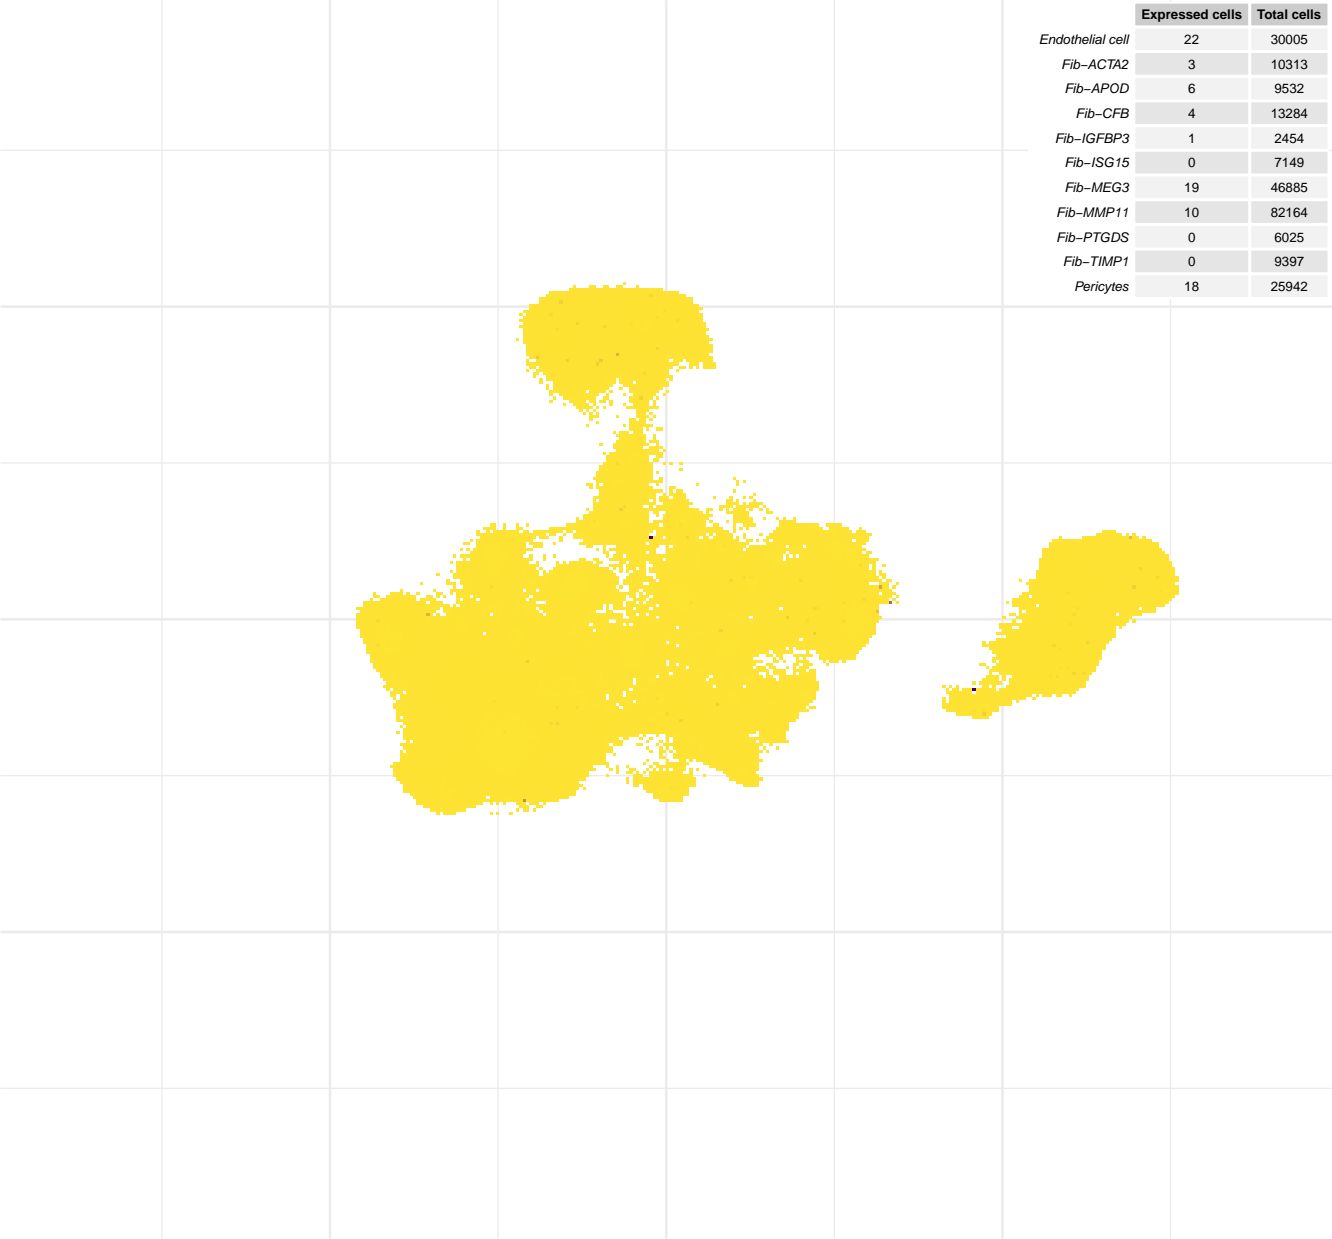 Expressed cells Total cells
Endothelial cell 22 30005
Fib−ACTA2 3 10313
Fib−APOD 6 9532
Fib−CFB 4 13284
Fib−IGFBP3 1 2454
Fib−ISG15 0 7149
Fib−MEG3 19 46885
Fib−MMP11 10 82164
Fib−PTGDS 0 6025
Fib−TIMP1 0 9397
Pericytes 18 25942